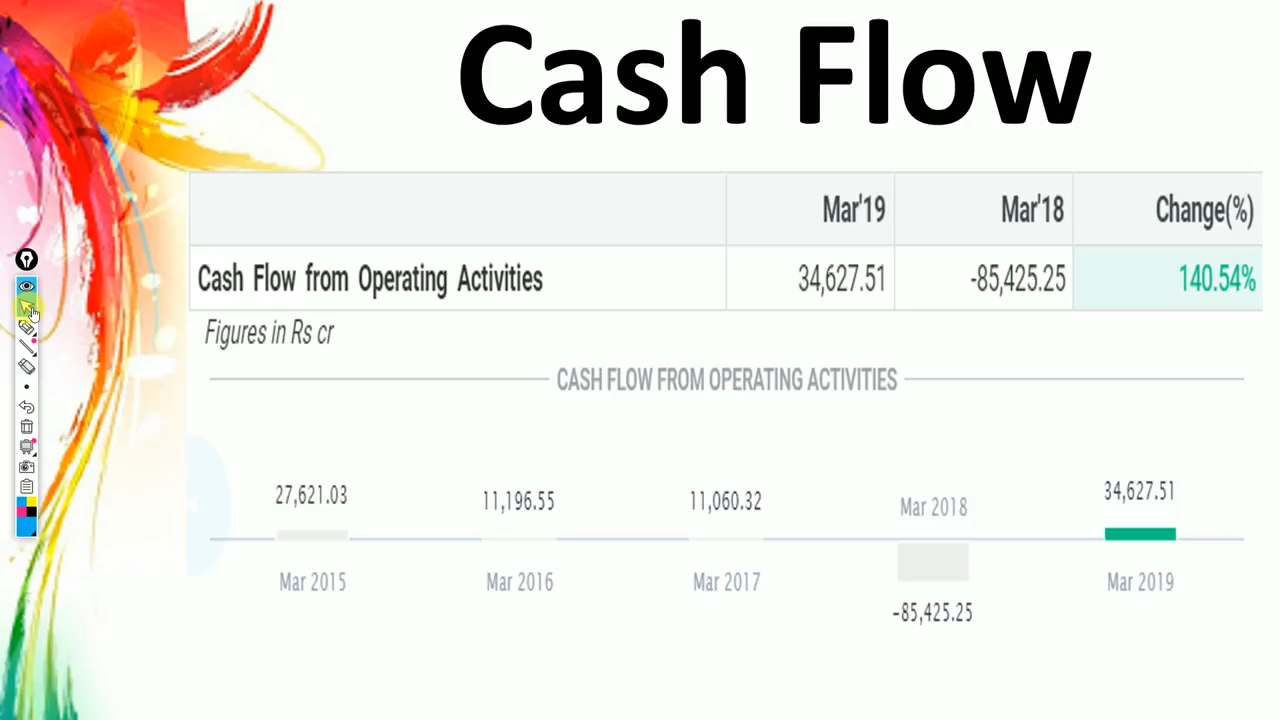 Cash Flow
Mar'19 Mar'18 Change(%)
Cash Flow from Operating Activities 34,627.51 -85,425.25 140.54%
Figures in Rs cr
CASH FLOW FROM OPERATING ACTIVITIES
27,621.03 11,196.55 11,060.32 Mar 2018 34,627.51
Mar 2015 Mar 2016 Mar 2017 -85,425.25 Mar 2019